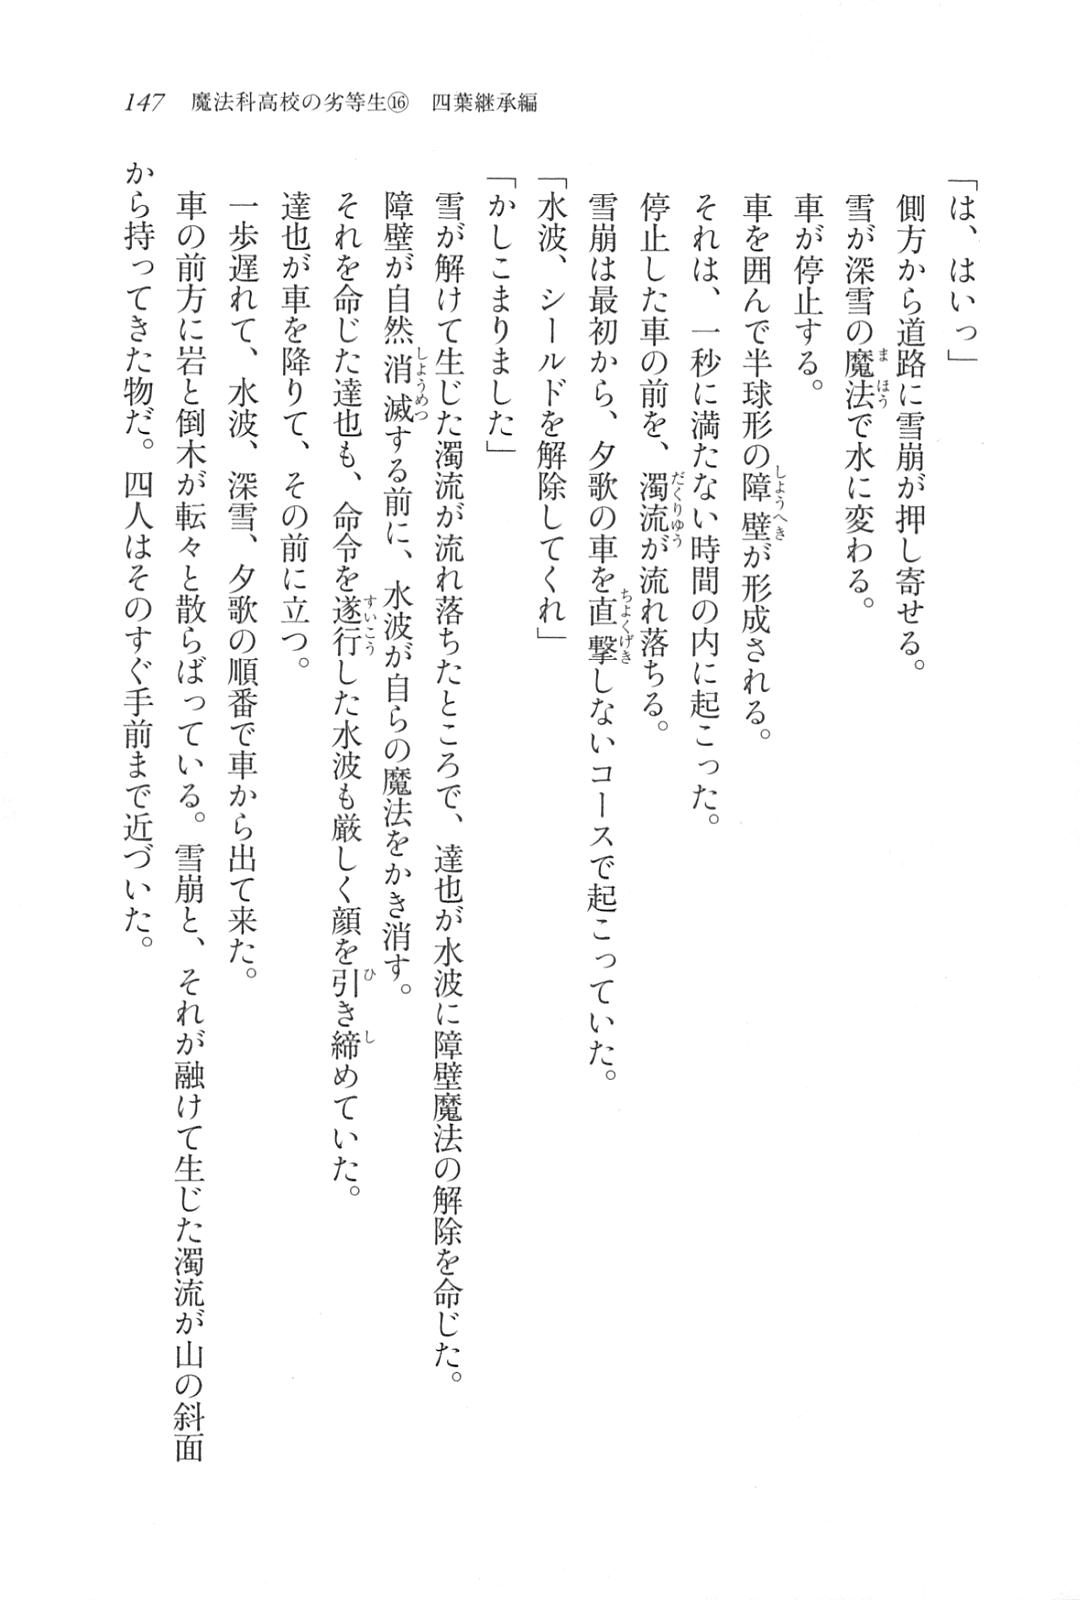 147 魔法科高校の劣等生⑯ 四葉継承編
「は、はいっ」
側方から道路に雪崩が押し寄せる。
雪が深雪の魔法で水に変わる。
車が停止する。
車を囲んで半球形の障壁が形成される。
それは、一秒に満たない時間の内に起こった。
停止した車の前を、濁流が流れ落ちる。
雪崩は最初から、夕歌の車を直撃しないコースで起こっていた。
「水波、シールドを解除してくれ」
「かしこまりました」
雪が解けて生じた濁流が流れ落ちたところで、達也が水波に障壁魔法の解除を命じた。
障壁が自然消滅する前に、水波が自らの魔法をかき消す。
それを命じた達也も、命令を遂行した水波も厳しく顔を引き締めていた。
達也が車を降りて、その前に立つ。
一歩遅れて、水波、深雪、夕歌の順番で車から出て来た。
車の前方に岩と倒木が転々と散らばっている。雪崩と、それが融けて生じた濁流が山の斜面
から持ってきた物だ。四人はそのすぐ手前まで近づいた。